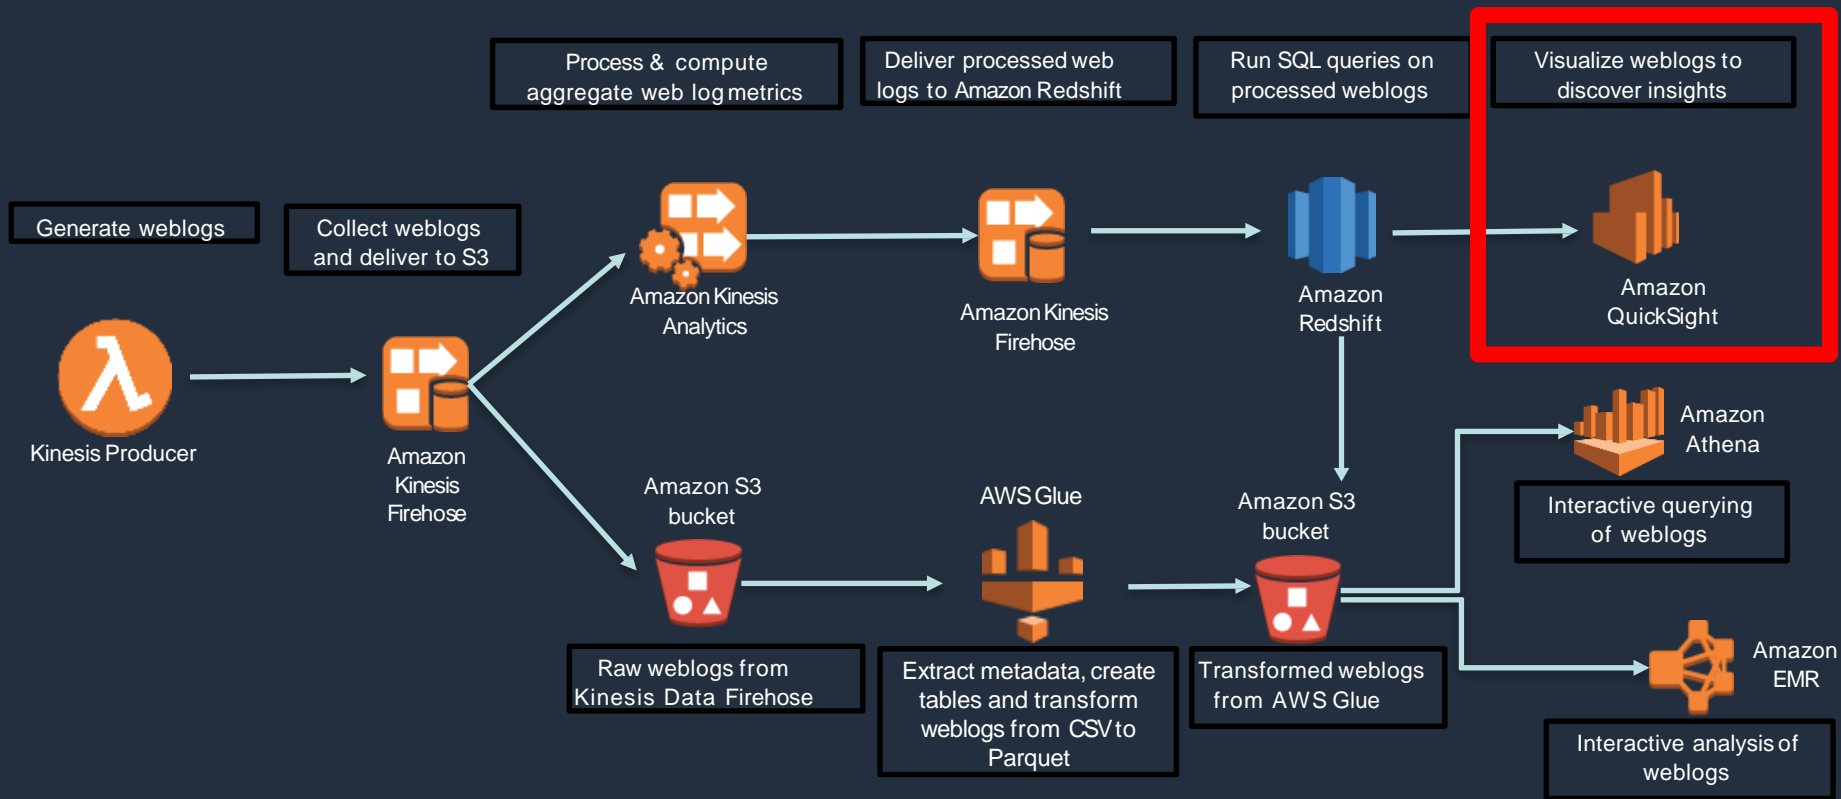 Process & compute
aggregate web log metrics
Deliver processed web
logs to Amazon Redshift
Run SQL queries on
processed weblogs
Visualize weblogs to
discover insights
Generate weblogs
Collect weblogs
and deliver to S3
Amazon Kinesis
Analytics
Amazon Kinesis
Firehose
Amazon
Redshift
Amazon
QuickSight
Kinesis Producer
Amazon
Kinesis
Firehose
Amazon S3
bucket
AWS Glue
Amazon S3
bucket
Amazon
Athena
Interactive querying
of weblogs
Raw weblogs from
Kinesis Data Firehose
Extract metadata, create
tables and transform
weblogs from CSV to
Parquet
Transformed weblogs
from AWS Glue
Amazon
EMR
Interactive analysis of
weblogs